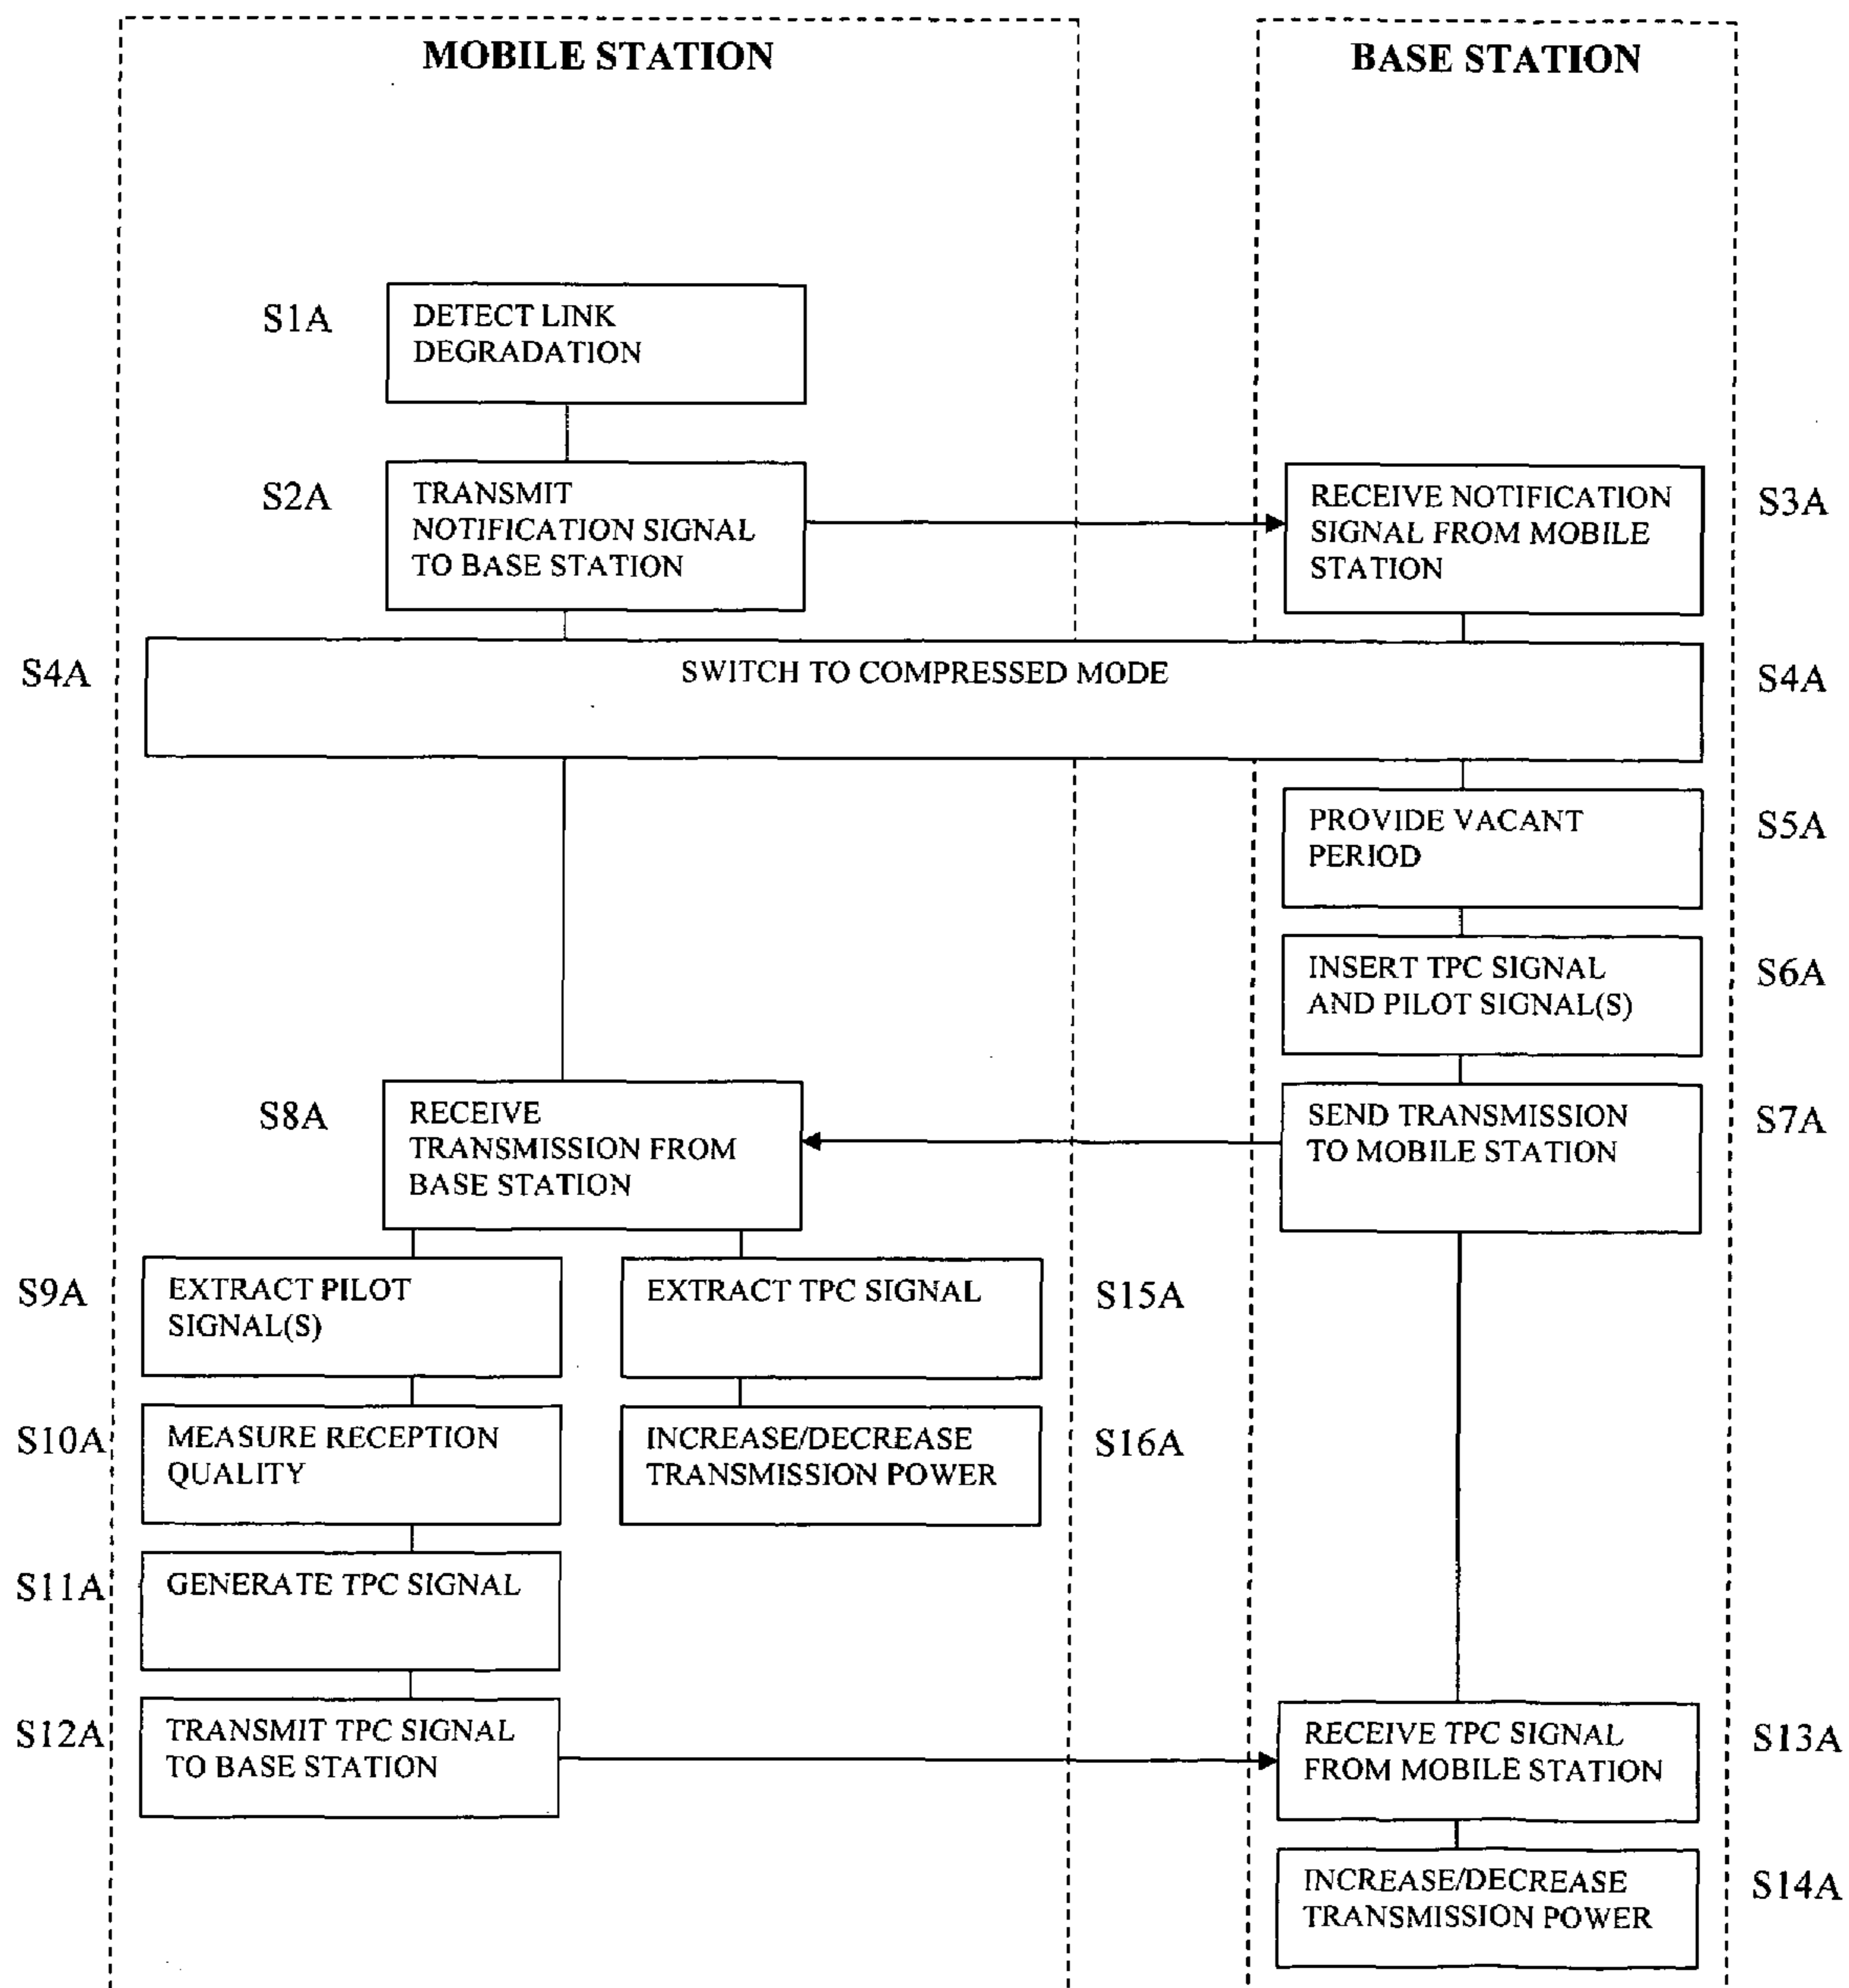 MOBILE STATION
BASE STATION
S1A
DETECT LINK
DEGRADATION
S2A
TRANSMIT
NOTIFICATION SIGNAL
TO BASE STATION
RECEIVE NOTIFICATION
SIGNAL FROM MOBILE
STATION
S3A
S4A
SWITCH TO COMPRESSED MODE
S4A
PROVIDE VACANT
PERIOD
S5A
INSERT TPC SIGNAL
AND PILOT SIGNAL(S)
S6A
S8A
RECEIVE
TRANSMISSION FROM
BASE STATION
SEND TRANSMISSION
TO MOBILE STATION
S7A
S9A
EXTRACT PILOT
SIGNAL(S)
EXTRACT TPC SIGNAL
S15A
S10A
MEASURE RECEPTION
QUALITY
INCREASE/DECREASE
TRANSMISSION POWER
S16A
S11A
GENERATE TPC SIGNAL
S12A
TRANSMIT TPC SIGNAL
TO BASE STATION
RECEIVE TPC SIGNAL
FROM MOBILE STATION
S13A
INCREASE/DECREASE
TRANSMISSION POWER
S14A